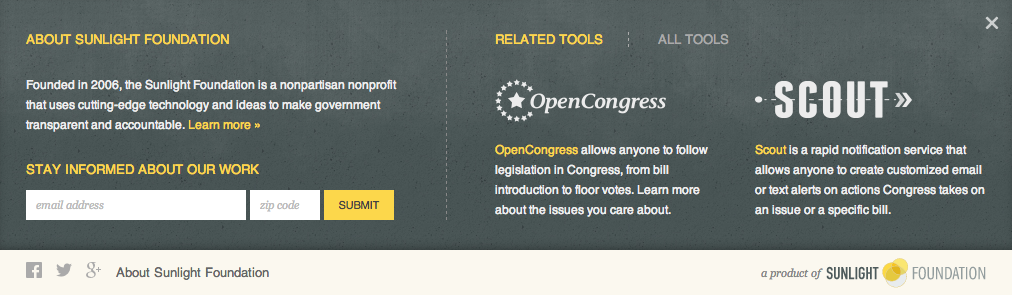 ABOUT SUNLIGHT FOUNDATION
Founded in 2006, the Sunlight Foundation is a nonpartisan nonprofit
that uses cutting-edge technology and ideas to make government
transparent and accountable. Learn more »
STAY INFORMED ABOUT OUR WORK
email address
zip code
SUBMIT
RELATED TOOLS
ALL TOOLS
OpenCongress
OpenCongress allows anyone to follow
legislation in Congress, from bill
introduction to floor votes. Learn more
about the issues you care about.
SCOUT
Scout is a rapid notification service that
allows anyone to create customized email
or text alerts on actions Congress takes on
an issue or a specific bill.
About Sunlight Foundation
a product of SUNLIGHT FOUNDATION